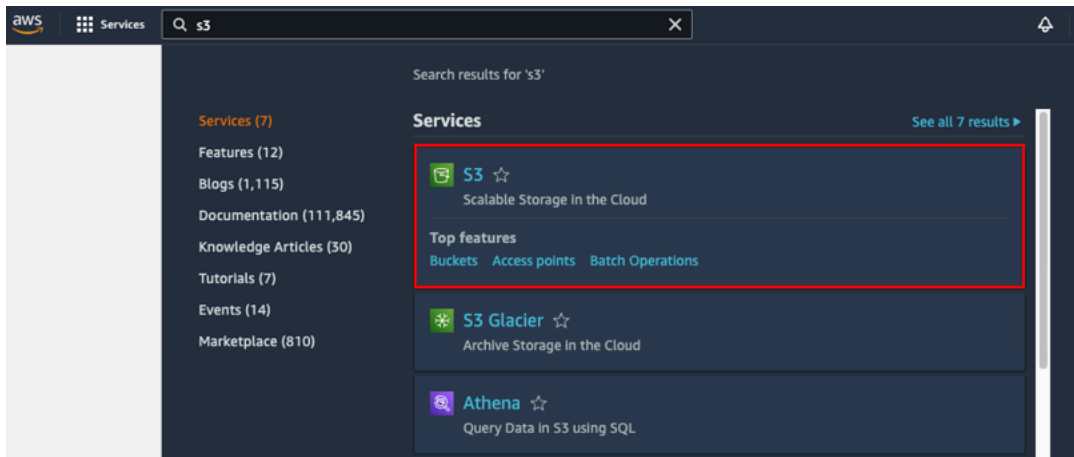 aws Services s3
Search results for 's3'
Services (7)
Features (12)
Blogs (1,115)
Documentation (111,845)
Knowledge Articles (30)
Tutorials (7)
Events (14)
Marketplace (810)
Services See all 7 results
S3
Scalable Storage in the Cloud
Top features
Buckets Access points Batch Operations
S3 Glacier
Archive Storage in the Cloud
Athena
Query Data in S3 using SQL